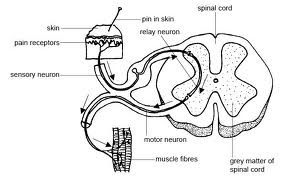 spinal cord
pin in skin
skin
relay neuron
pain receptors
sensory neuron
motor neuron
muscle fibres
grey matter of
spinal cord